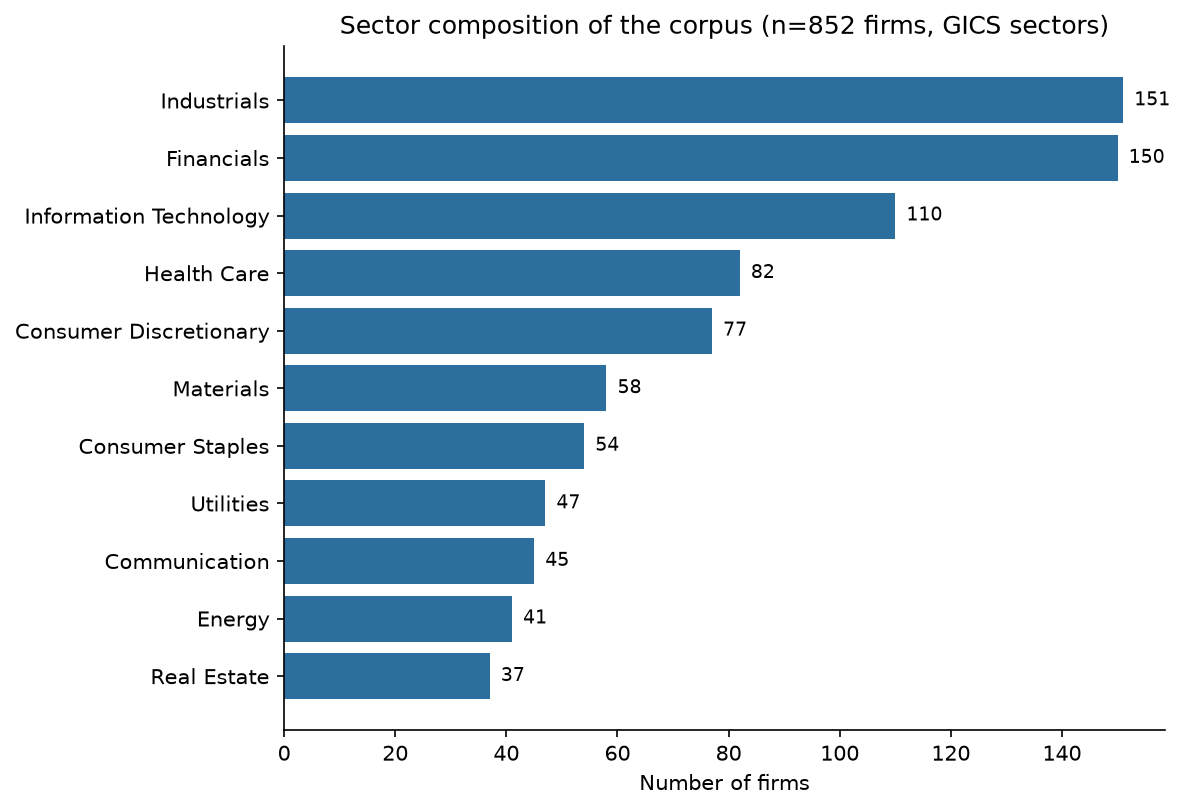 Sector composition of the corpus (n=852 firms, GICS sectors)
Industrials 151
Financials 150
Information Technology 110
Health Care 82
Consumer Discretionary 77
Materials 58
Consumer Staples 54
Utilities 47
Communication 45
Energy 41
Real Estate 37
0 20 40 60 80 100 120 140
Number of firms